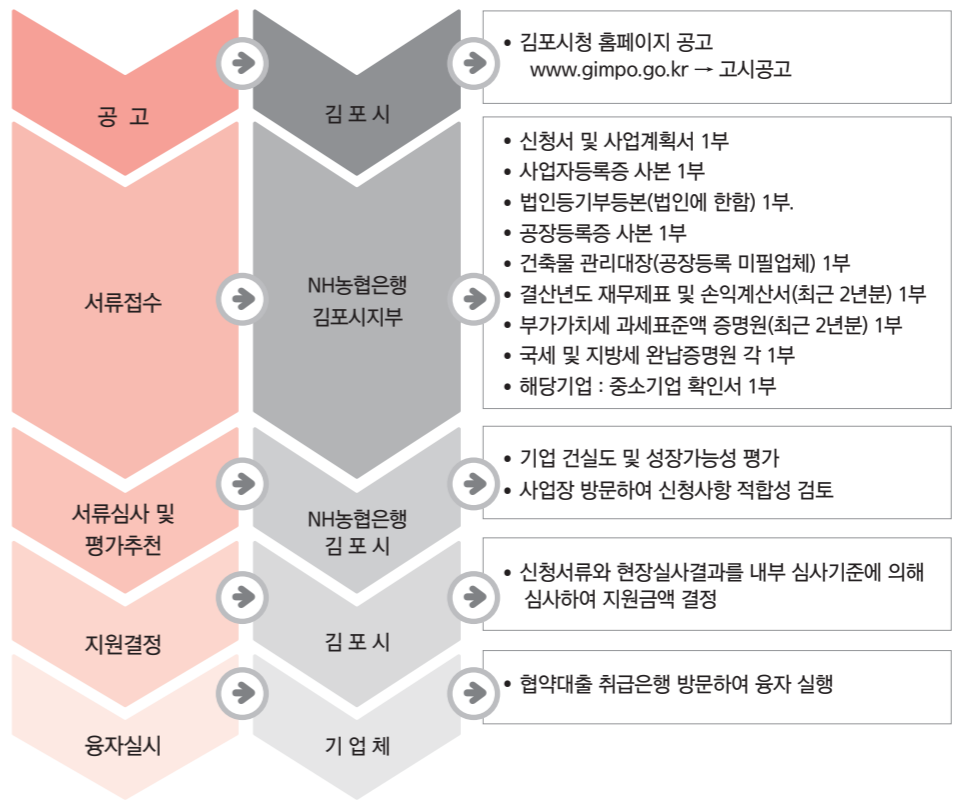 공 고
김 포 시
• 김포시청 홈페이지 공고
www.gimpo.go.kr → 고시공고
서류접수
NH농협은행
김포시지부
• 신청서 및 사업계획서 1부
• 사업자등록증 사본 1부
• 법인등기부등본(법인에 한함) 1부.
• 공장등록증 사본 1부
• 건축물 관리대장(공장등록 미필업체) 1부
• 결산년도 재무제표 및 손익계산서(최근 2년분) 1부
• 부가가치세 과세표준액 증명원(최근 2년분) 1부
• 국세 및 지방세 완납증명원 각 1부
• 해당기업 : 중소기업 확인서 1부
서류심사 및
평가추천
NH농협은행
김 포 시
• 기업 건실도 및 성장가능성 평가
• 사업장 방문하여 신청사항 적합성 검토
지원결정
김 포 시
• 신청서류와 현장실사결과를 내부 심사기준에 의해
심사하여 지원금액 결정
융자실시
기 업 체
• 협약대출 취급은행 방문하여 융자 실행